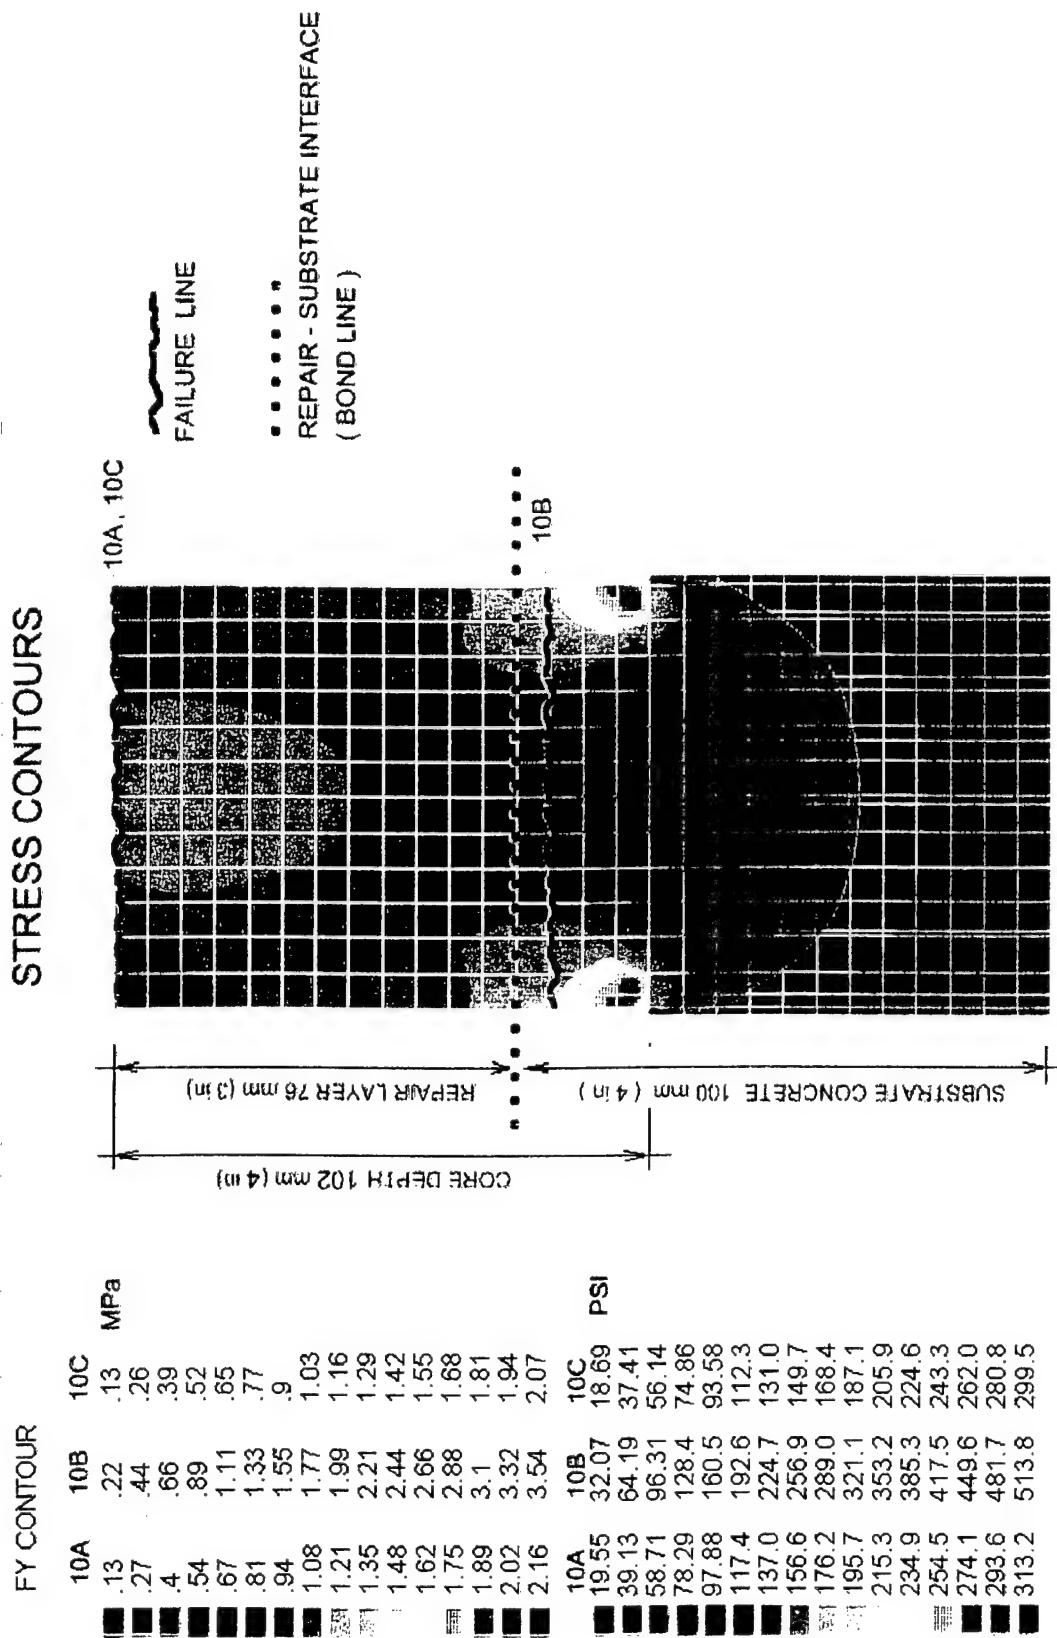 STRESS CONTOURS
FY CONTOUR
10A 10B 10C
.13 .22 .13 MPa
.27 .44 .26
.4 .66 .39
.54 .89 .52
.67 1.11 .65
.81 1.33 .77
.94 1.55 .9
1.08 1.77 1.03
1.21 1.99 1.16
1.35 2.21 1.29
1.48 2.44 1.42
1.62 2.66 1.55
1.75 2.88 1.68
1.89 3.1 1.81
2.02 3.32 1.94
2.16 3.54 2.07
10A 10B 10C
19.55 32.07 18.69 PSI
39.13 64.19 37.41
58.71 96.31 56.14
78.29 128.4 74.86
97.88 160.5 93.58
117.4 192.6 112.3
137.0 224.7 131.0
156.6 256.9 149.7
176.2 289.0 168.4
195.7 321.1 187.1
215.3 353.2 205.9
234.9 385.3 224.6
254.5 417.5 243.3
274.1 449.6 262.0
293.6 481.7 280.8
313.2 513.8 299.5
CORE DEPTH 102 mm (4 in)
REPAIR LAYER 76 mm (3 in)
SUBSTRATE CONCRETE 100 mm ( 4 in )
10A, 10C
10B
FAILURE LINE
REPAIR - SUBSTRATE INTERFACE
( BOND LINE )